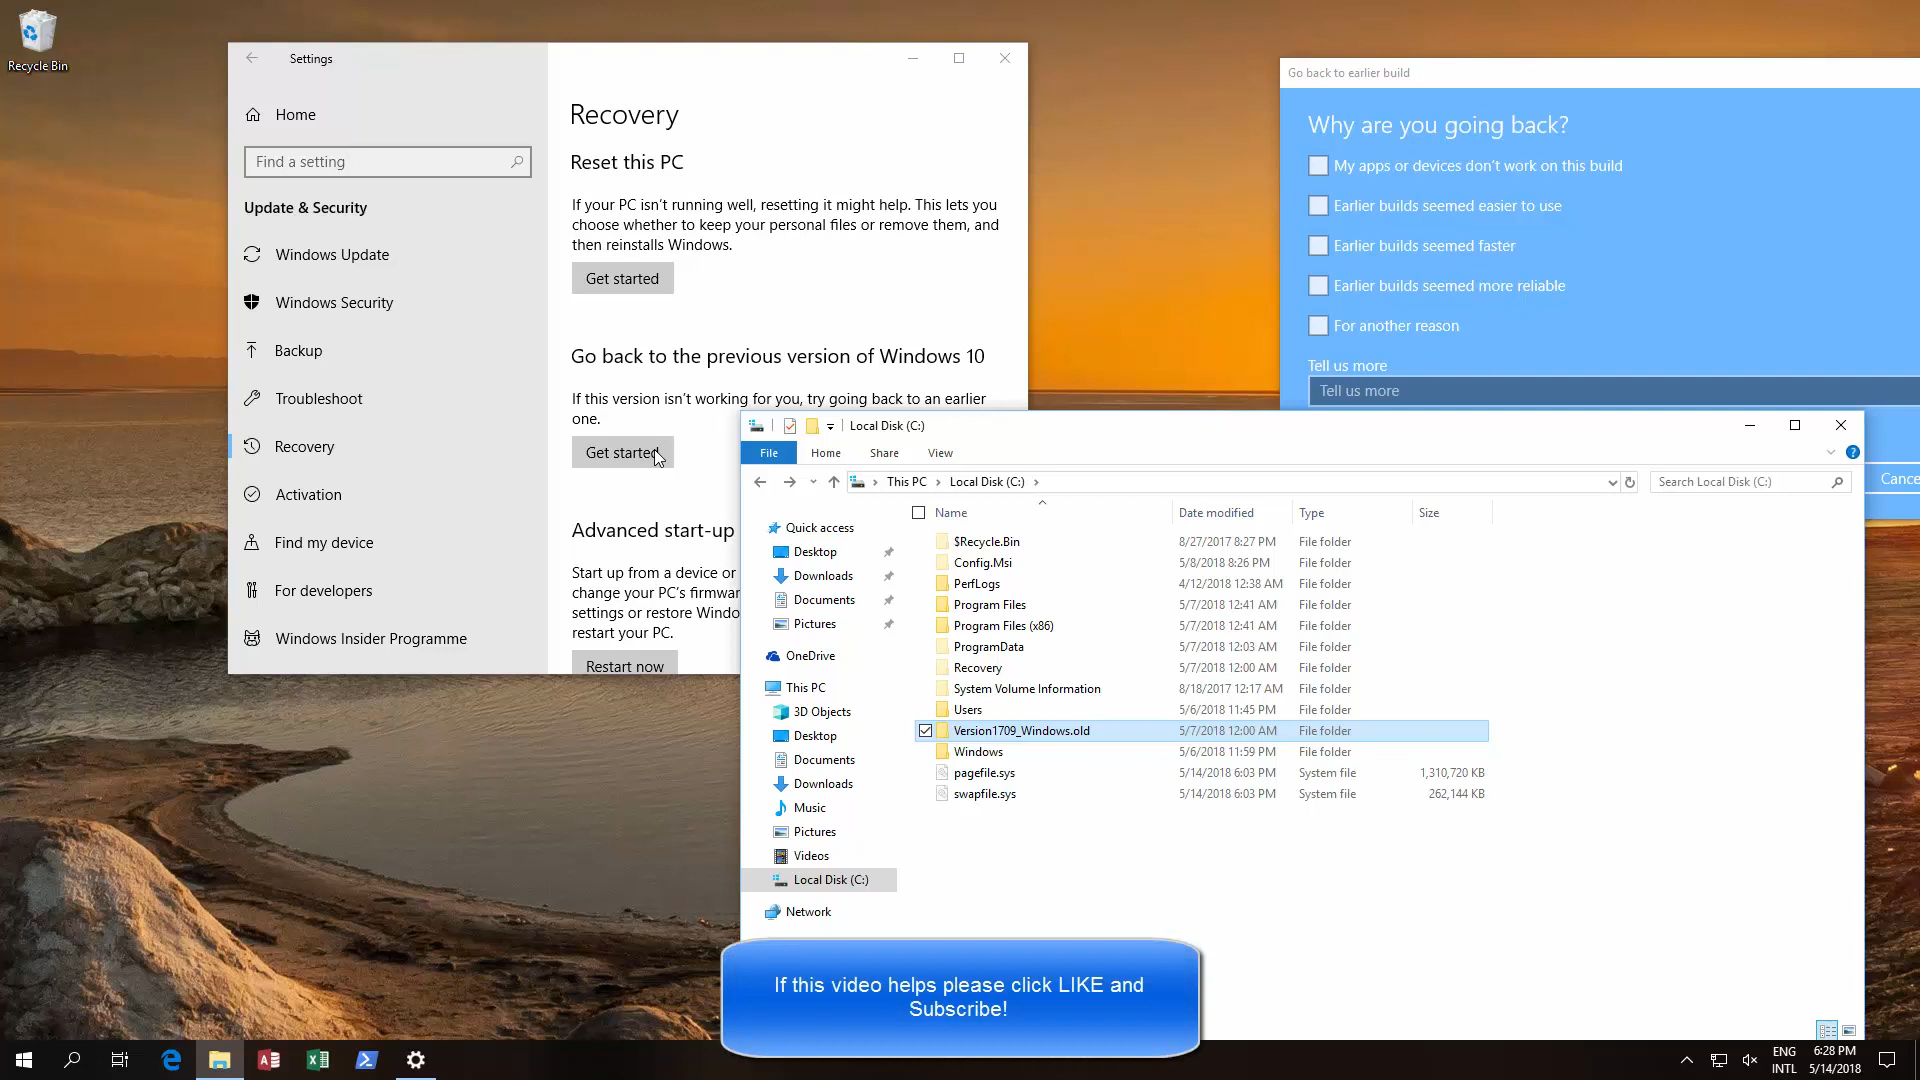 Recycle Bin
Settings
Home
Find a setting
Update & Security
Windows Update
Windows Security
Backup
Troubleshoot
Recovery
Activation
Find my device
For developers
Windows Insider Programme
Recovery
Reset this PC
If your PC isn't running well, resetting it might help. This lets you
choose whether to keep your personal files or remove them, and
then reinstalls Windows.
Get started
Go back to the previous version of Windows 10
If this version isn't working for you, try going back to an earlier
one.
Get started
Advanced start-up
Start up from a device or
change your PC's firmwa
settings or restore Windo
restart your PC.
Restart now
Go back to earlier build
Why are you going back?
My apps or devices don't work on this build
Earlier builds seemed easier to use
Earlier builds seemed faster
Earlier builds seemed more reliable
For another reason
Tell us more
Tell us more
Cance
Local Disk (C:)
File Home Share View
This PC › Local Disk (C:) ›
Search Local Disk (C:)
Quick access
Desktop
Downloads
Documents
Pictures
OneDrive
This PC
3D Objects
Desktop
Documents
Downloads
Music
Pictures
Videos
Local Disk (C:)
Network
Name Date modified Type Size
$Recycle.Bin 8/27/2017 8:27 PM File folder
Config.Msi 5/8/2018 8:26 PM File folder
PerfLogs 4/12/2018 12:38 AM File folder
Program Files 5/7/2018 12:41 AM File folder
Program Files (x86) 5/7/2018 12:41 AM File folder
ProgramData 5/7/2018 12:03 AM File folder
Recovery 5/7/2018 12:00 AM File folder
System Volume Information 8/18/2017 12:17 AM File folder
Users 5/6/2018 11:45 PM File folder
Version1709_Windows.old 5/7/2018 12:00 AM File folder
Windows 5/6/2018 11:59 PM File folder
pagefile.sys 5/14/2018 6:03 PM System file 1,310,720 KB
swapfile.sys 5/14/2018 6:03 PM System file 262,144 KB
If this video helps please click LIKE and
Subscribe!
ENG
INTL
6:28 PM
5/14/2018